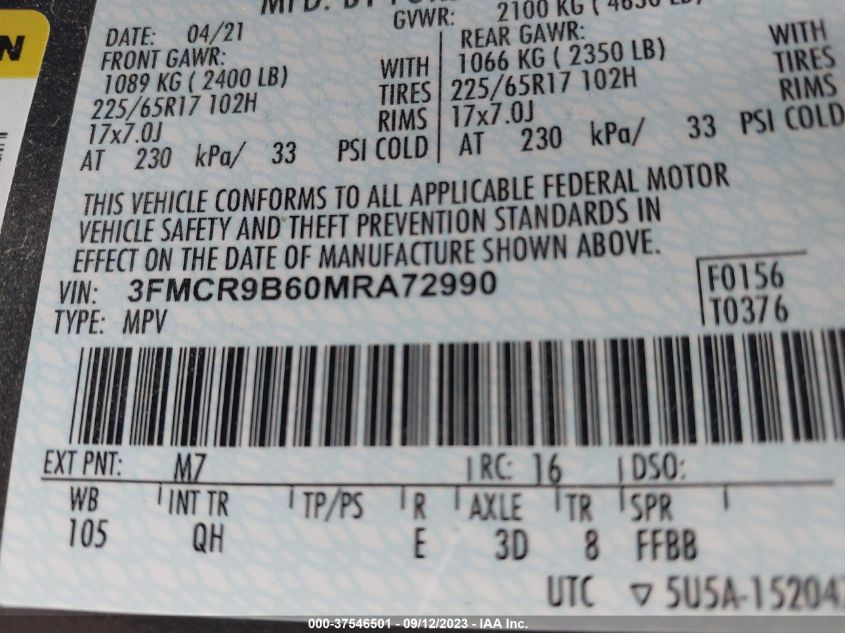 GVWR: 2100 KG (
DATE: 04/21
FRONT GAWR:
1089 KG ( 2400 LB) WITH
225/65R17 102H TIRES
17x7.0J RIMS
AT 230 kPa/ 33 PSI COLD
REAR GAWR: WITH
1066 KG ( 2350 LB) TIRES
225/65R17 102H RIMS
17x7.0J
AT 230 kPa/ 33 PSI COLD
THIS VEHICLE CONFORMS TO ALL APPLICABLE FEDERAL MOTOR
VEHICLE SAFETY AND THEFT PREVENTION STANDARDS IN
EFFECT ON THE DATE OF MANUFACTURE SHOWN ABOVE.
VIN: 3FMCR9B60MRA72990
TYPE: MPV
F0156
T0376
EXT PNT: M7 RC: 16 DSO:
WB INT TR TP/PS R AXLE TR SPR
105 QH E 3D 8 FFBB
UTC ▽ 5U5A-15204
000-37546501 - 09/12/2023 - IAA Inc.